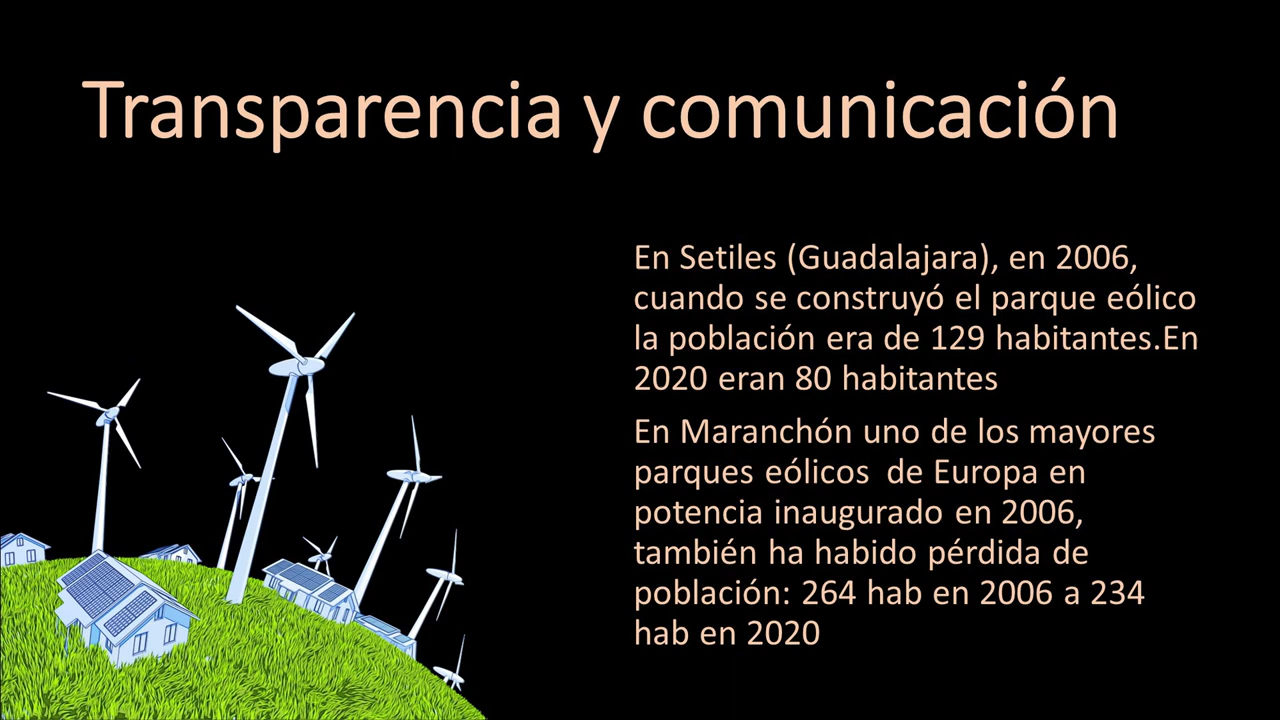 Transparencia y comunicación
En Setiles (Guadalajara), en 2006,
cuando se construyó el parque eólico
la población era de 129 habitantes.En
2020 eran 80 habitantes
En Maranchón uno de los mayores
parques eólicos  de Europa en
potencia inaugurado en 2006,
también ha habido pérdida de
población: 264 hab en 2006 a 234
hab en 2020